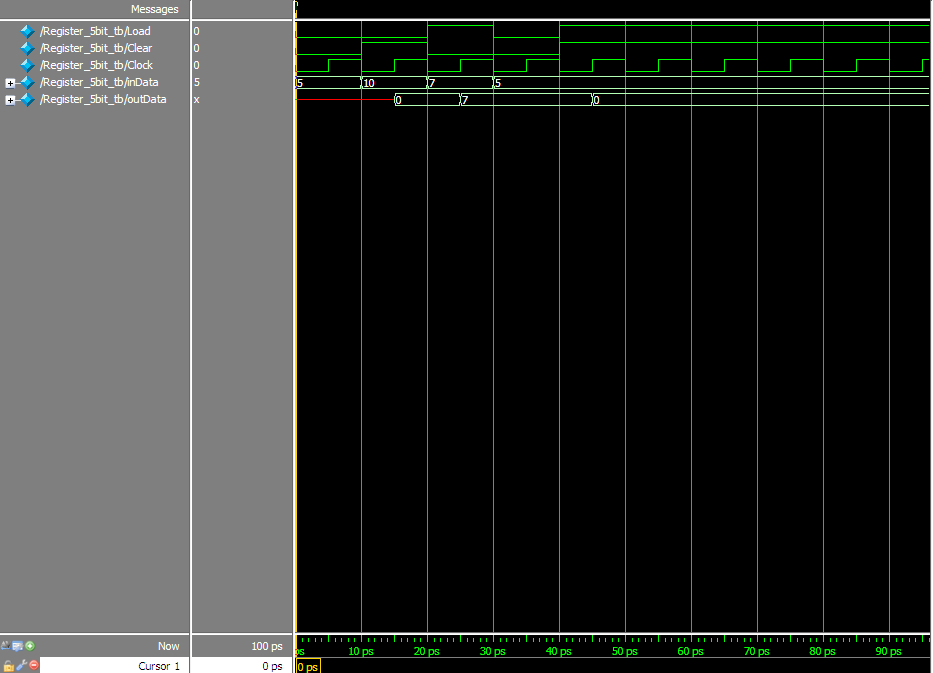 Messages
/Register_5bit_tb/Load 0
/Register_5bit_tb/Clear 0
/Register_5bit_tb/Clock 0
/Register_5bit_tb/inData 5 5 10 7 5
/Register_5bit_tb/outData x 0 7 0
Now 100 ps ps 10 ps 20 ps 30 ps 40 ps 50 ps 60 ps 70 ps 80 ps 90 ps
Cursor 1 0 ps 0 ps